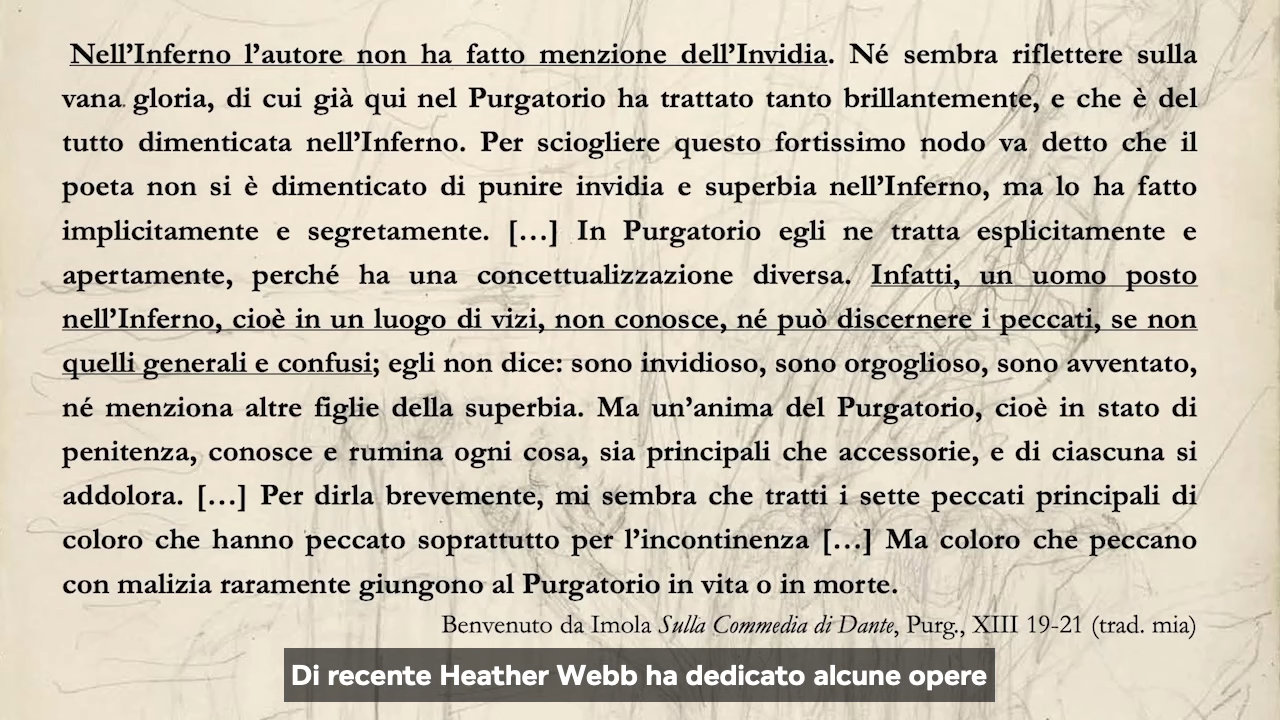 Nell’Inferno l’autore non ha fatto menzione dell’Invidia. Né sembra riflettere sulla
vana gloria, di cui già qui nel Purgatorio ha trattato tanto brillantemente, e che è del
tutto dimenticata nell’Inferno. Per sciogliere questo fortissimo nodo va detto che il
poeta non si è dimenticato di punire invidia e superbia nell’Inferno, ma lo ha fatto
implicitamente e segretamente. […] In Purgatorio egli ne tratta esplicitamente e
apertamente, perché ha una concettualizzazione diversa. Infatti, un uomo posto
nell’Inferno, cioè in un luogo di vizi, non conosce, né può discernere i peccati, se non
quelli generali e confusi; egli non dice: sono invidioso, sono orgoglioso, sono avventato,
né menziona altre figlie della superbia. Ma un’anima del Purgatorio, cioè in stato di
penitenza, conosce e rumina ogni cosa, sia principali che accessorie, e di ciascuna si
addolora. […] Per dirla brevemente, mi sembra che tratti i sette peccati principali di
coloro che hanno peccato soprattutto per l’incontinenza […] Ma coloro che peccano
con malizia raramente giungono al Purgatorio in vita o in morte.
Benvenuto da Imola Sulla Commedia di Dante, Purg., XIII 19-21 (trad. mia)
Di recente Heather Webb ha dedicato alcune opere